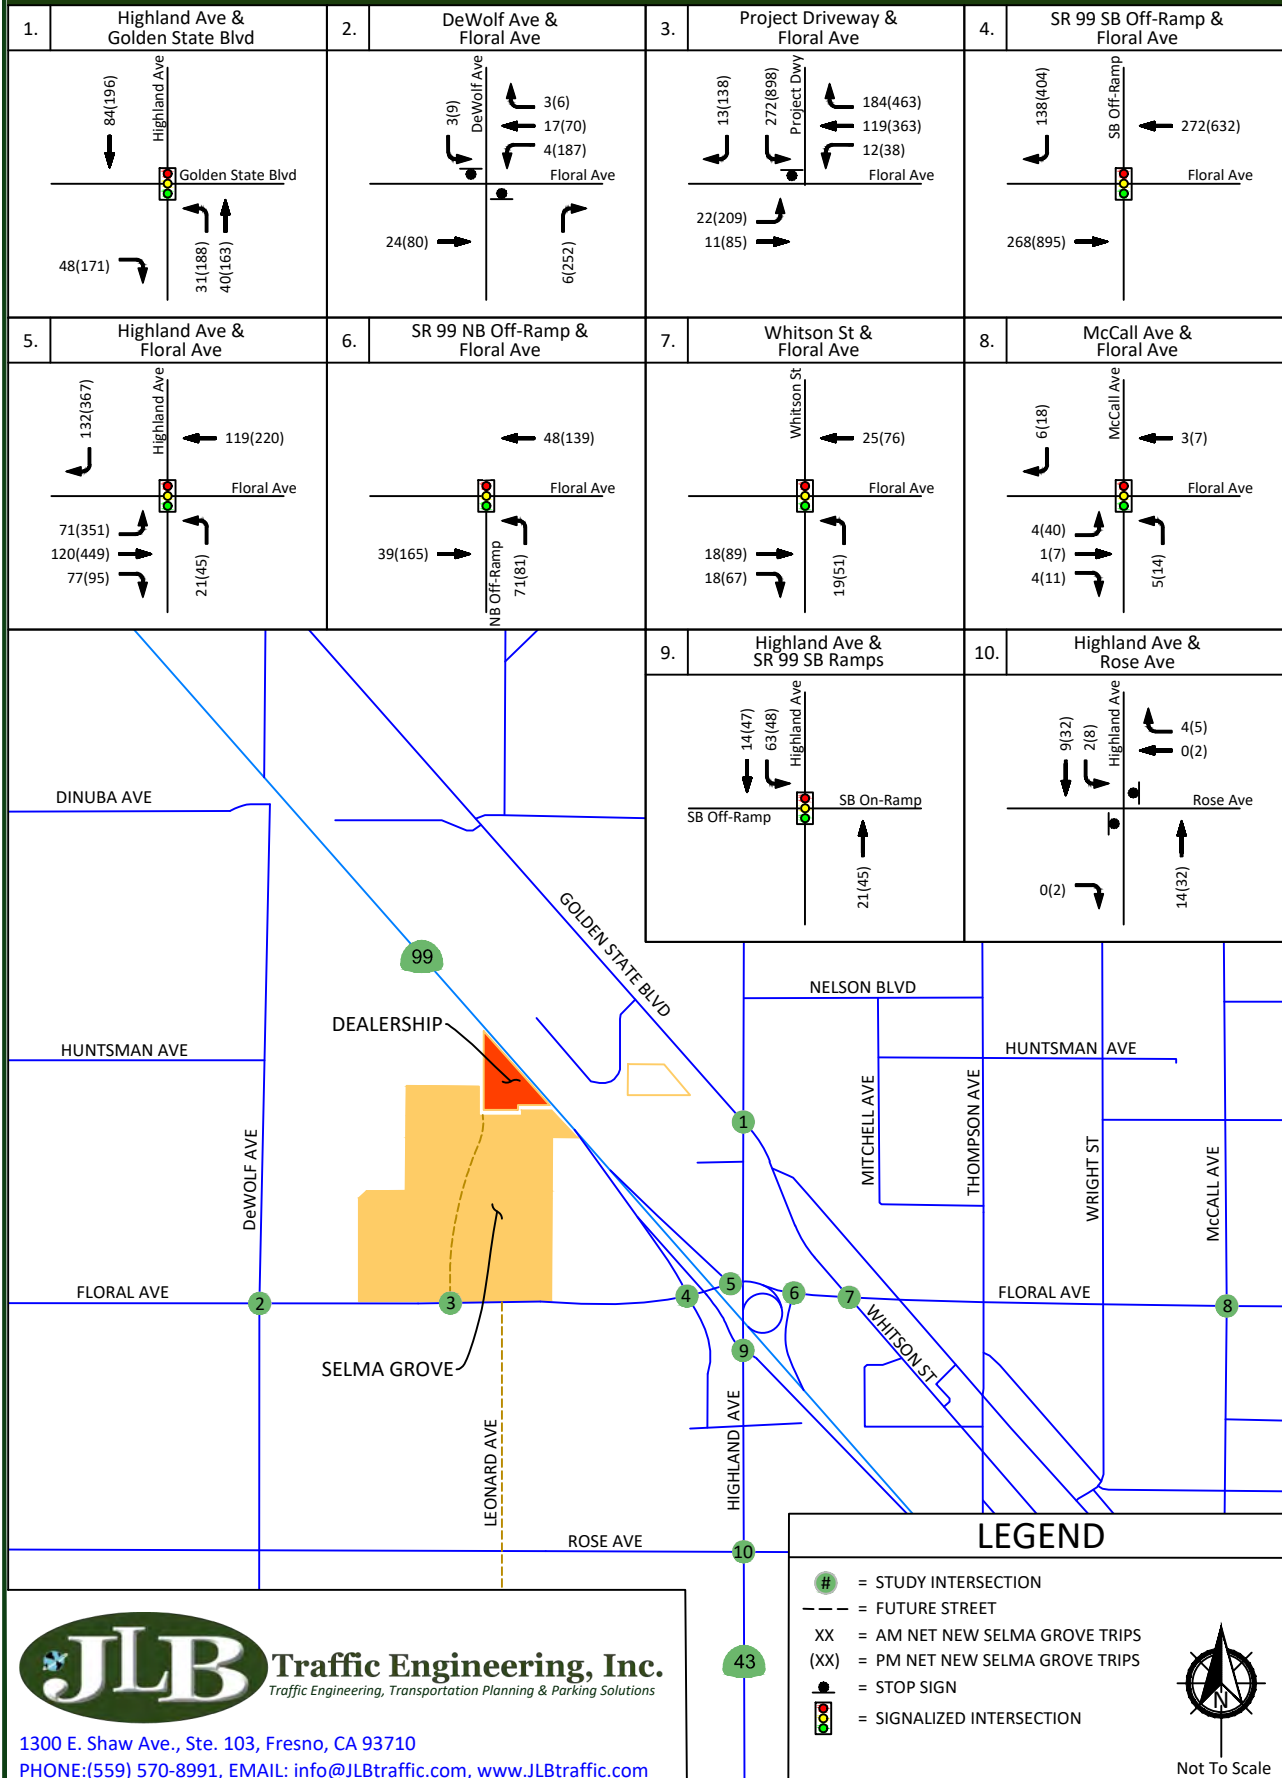 1.
Highland Ave &
Golden State Blvd
84(196)
Highland Ave
Golden State Blvd
48(171)
31(188)
40(163)
2.
DeWolf Ave &
Floral Ave
3(9)
DeWolf Ave
3(6)
17(70)
4(187)
Floral Ave
24(80)
6(252)
3.
Project Driveway &
Floral Ave
13(138)
272(898)
Project Dwy
184(463)
119(363)
12(38)
Floral Ave
22(209)
11(85)
4.
SR 99 SB Off-Ramp &
Floral Ave
138(404)
SB Off-Ramp
272(632)
Floral Ave
268(895)
5.
Highland Ave &
Floral Ave
132(367)
Highland Ave
119(220)
Floral Ave
71(351)
120(449)
77(95)
21(45)
6.
SR 99 NB Off-Ramp &
Floral Ave
48(139)
Floral Ave
39(165)
NB Off-Ramp
71(81)
7.
Whitson St &
Floral Ave
Whitson St
25(76)
Floral Ave
18(89)
18(67)
19(51)
8.
McCall Ave &
Floral Ave
6(18)
McCall Ave
3(7)
Floral Ave
4(40)
1(7)
4(11)
5(14)
9.
Highland Ave &
SR 99 SB Ramps
14(47)
63(48)
Highland Ave
SB On-Ramp
SB Off-Ramp
21(45)
10.
Highland Ave &
Rose Ave
9(32)
2(8)
Highland Ave
4(5)
0(2)
Rose Ave
0(2)
14(32)
DINUBA AVE
GOLDEN STATE BLVD
99
NELSON BLVD
DEALERSHIP
HUNTSMAN AVE
HUNTSMAN AVE
1
MITCHELL AVE
THOMPSON AVE
WRIGHT ST
McCALL AVE
DeWOLF AVE
FLORAL AVE
2
3
4
5
6
7
FLORAL AVE
8
WHITSON ST
9
SELMA GROVE
LEONARD AVE
HIGHLAND AVE
ROSE AVE
10
43
LEGEND
# = STUDY INTERSECTION
= FUTURE STREET
XX = AM NET NEW SELMA GROVE TRIPS
(XX) = PM NET NEW SELMA GROVE TRIPS
= STOP SIGN
= SIGNALIZED INTERSECTION
N
Not To Scale
JLB
Traffic Engineering, Inc.
Traffic Engineering, Transportation Planning & Parking Solutions
1300 E. Shaw Ave., Ste. 103, Fresno, CA 93710
PHONE:(559) 570-8991, EMAIL: info@JLBtraffic.com, www.JLBtraffic.com